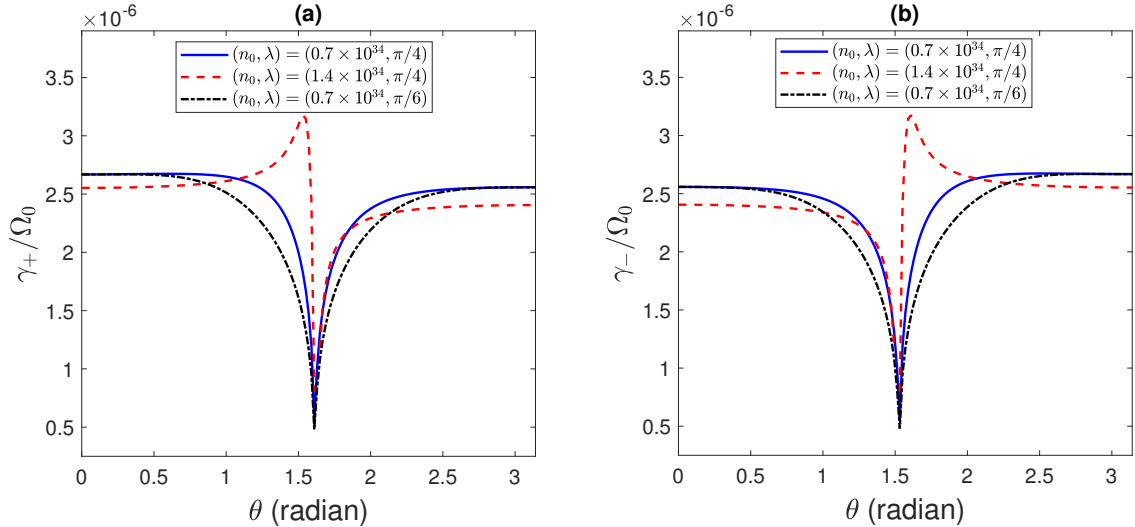 (a)
×10⁻⁶
(n₀, λ) = (0.7 × 10³⁴, π/4)
(n₀, λ) = (1.4 × 10³⁴, π/4)
(n₀, λ) = (0.7 × 10³⁴, π/6)
3.5
3
2.5
2
1.5
1
0.5
γ₊/Ω₀
0 0.5 1 1.5 2 2.5 3
θ (radian)
(b)
×10⁻⁶
(n₀, λ) = (0.7 × 10³⁴, π/4)
(n₀, λ) = (1.4 × 10³⁴, π/4)
(n₀, λ) = (0.7 × 10³⁴, π/6)
3.5
3
2.5
2
1.5
1
0.5
γ₋/Ω₀
0 0.5 1 1.5 2 2.5 3
θ (radian)